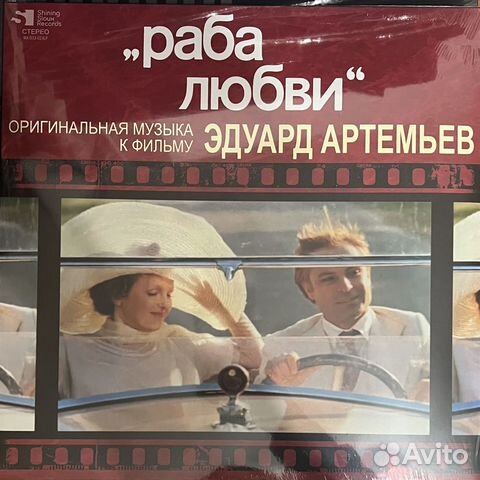 Shining
Sioux
Records
СТЕРЕО
„раба
любви“
ОРИГИНАЛЬНАЯ МУЗЫКА
К ФИЛЬМУ
ЭДУАРД АРТЕМЬЕВ
Avito